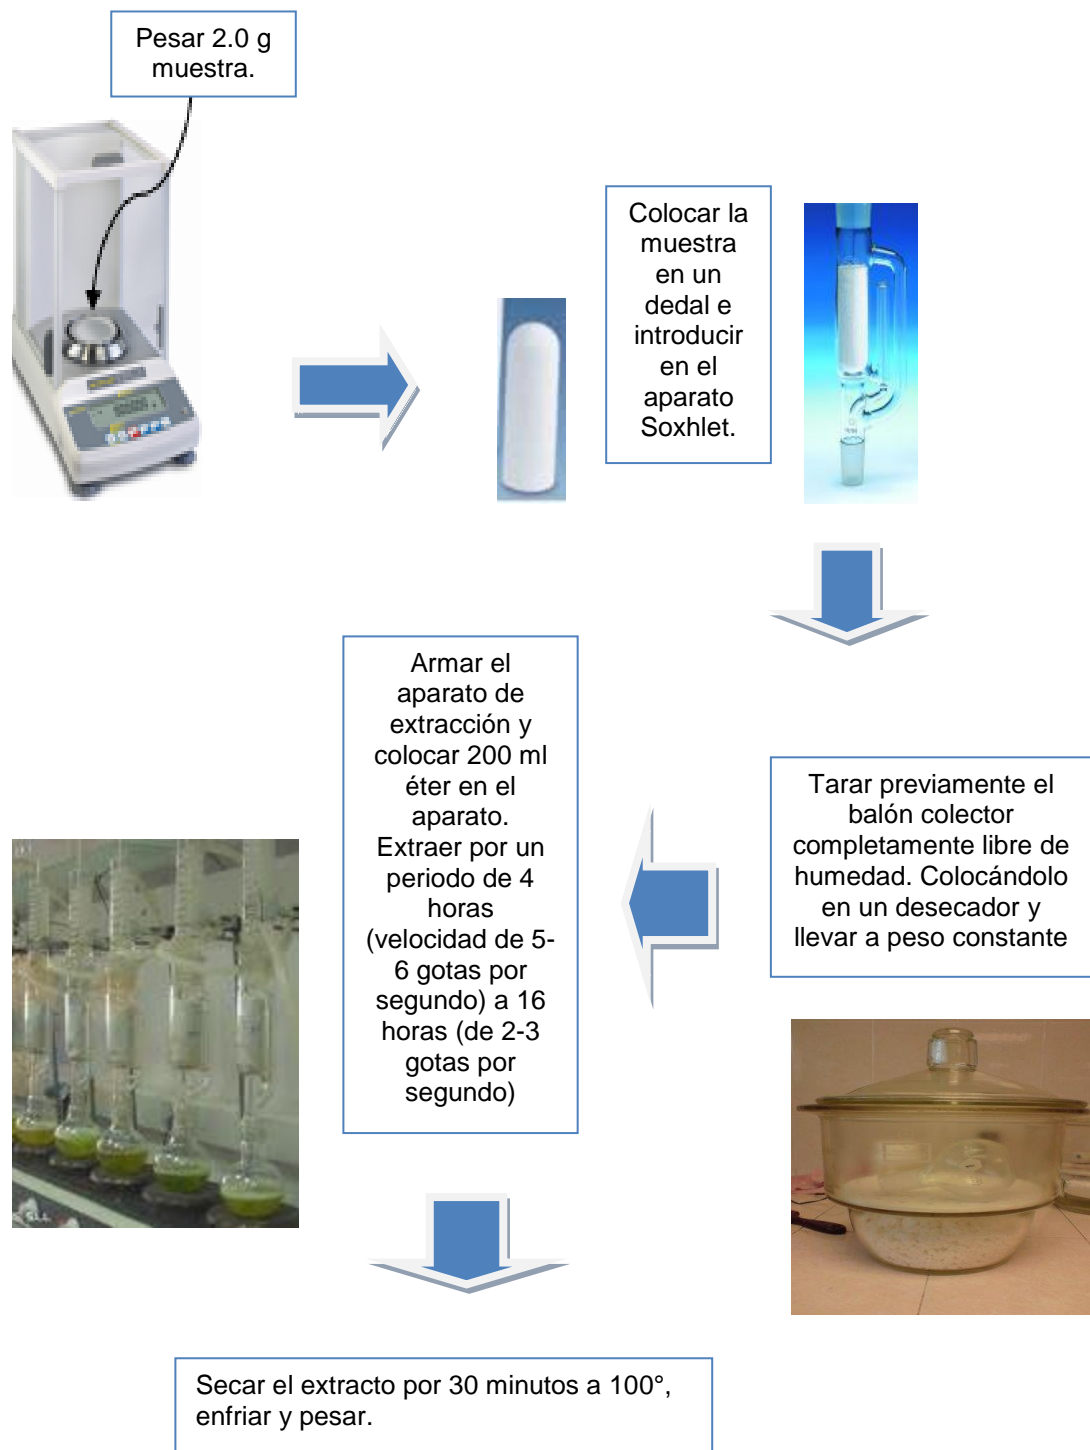 Pesar 2.0 g
muestra.
Colocar la
muestra
en un
dedal e
introducir
en el
aparato
Soxhlet.
Armar el
aparato de
extracción y
colocar 200 ml
éter en el
aparato.
Extraer por un
periodo de 4
horas
(velocidad de 5-
6 gotas por
segundo) a 16
horas (de 2-3
gotas por
segundo)
Tarar previamente el
balón colector
completamente libre de
humedad. Colocándolo
en un desecador y
llevar a peso constante
Secar el extracto por 30 minutos a 100°,
enfriar y pesar.